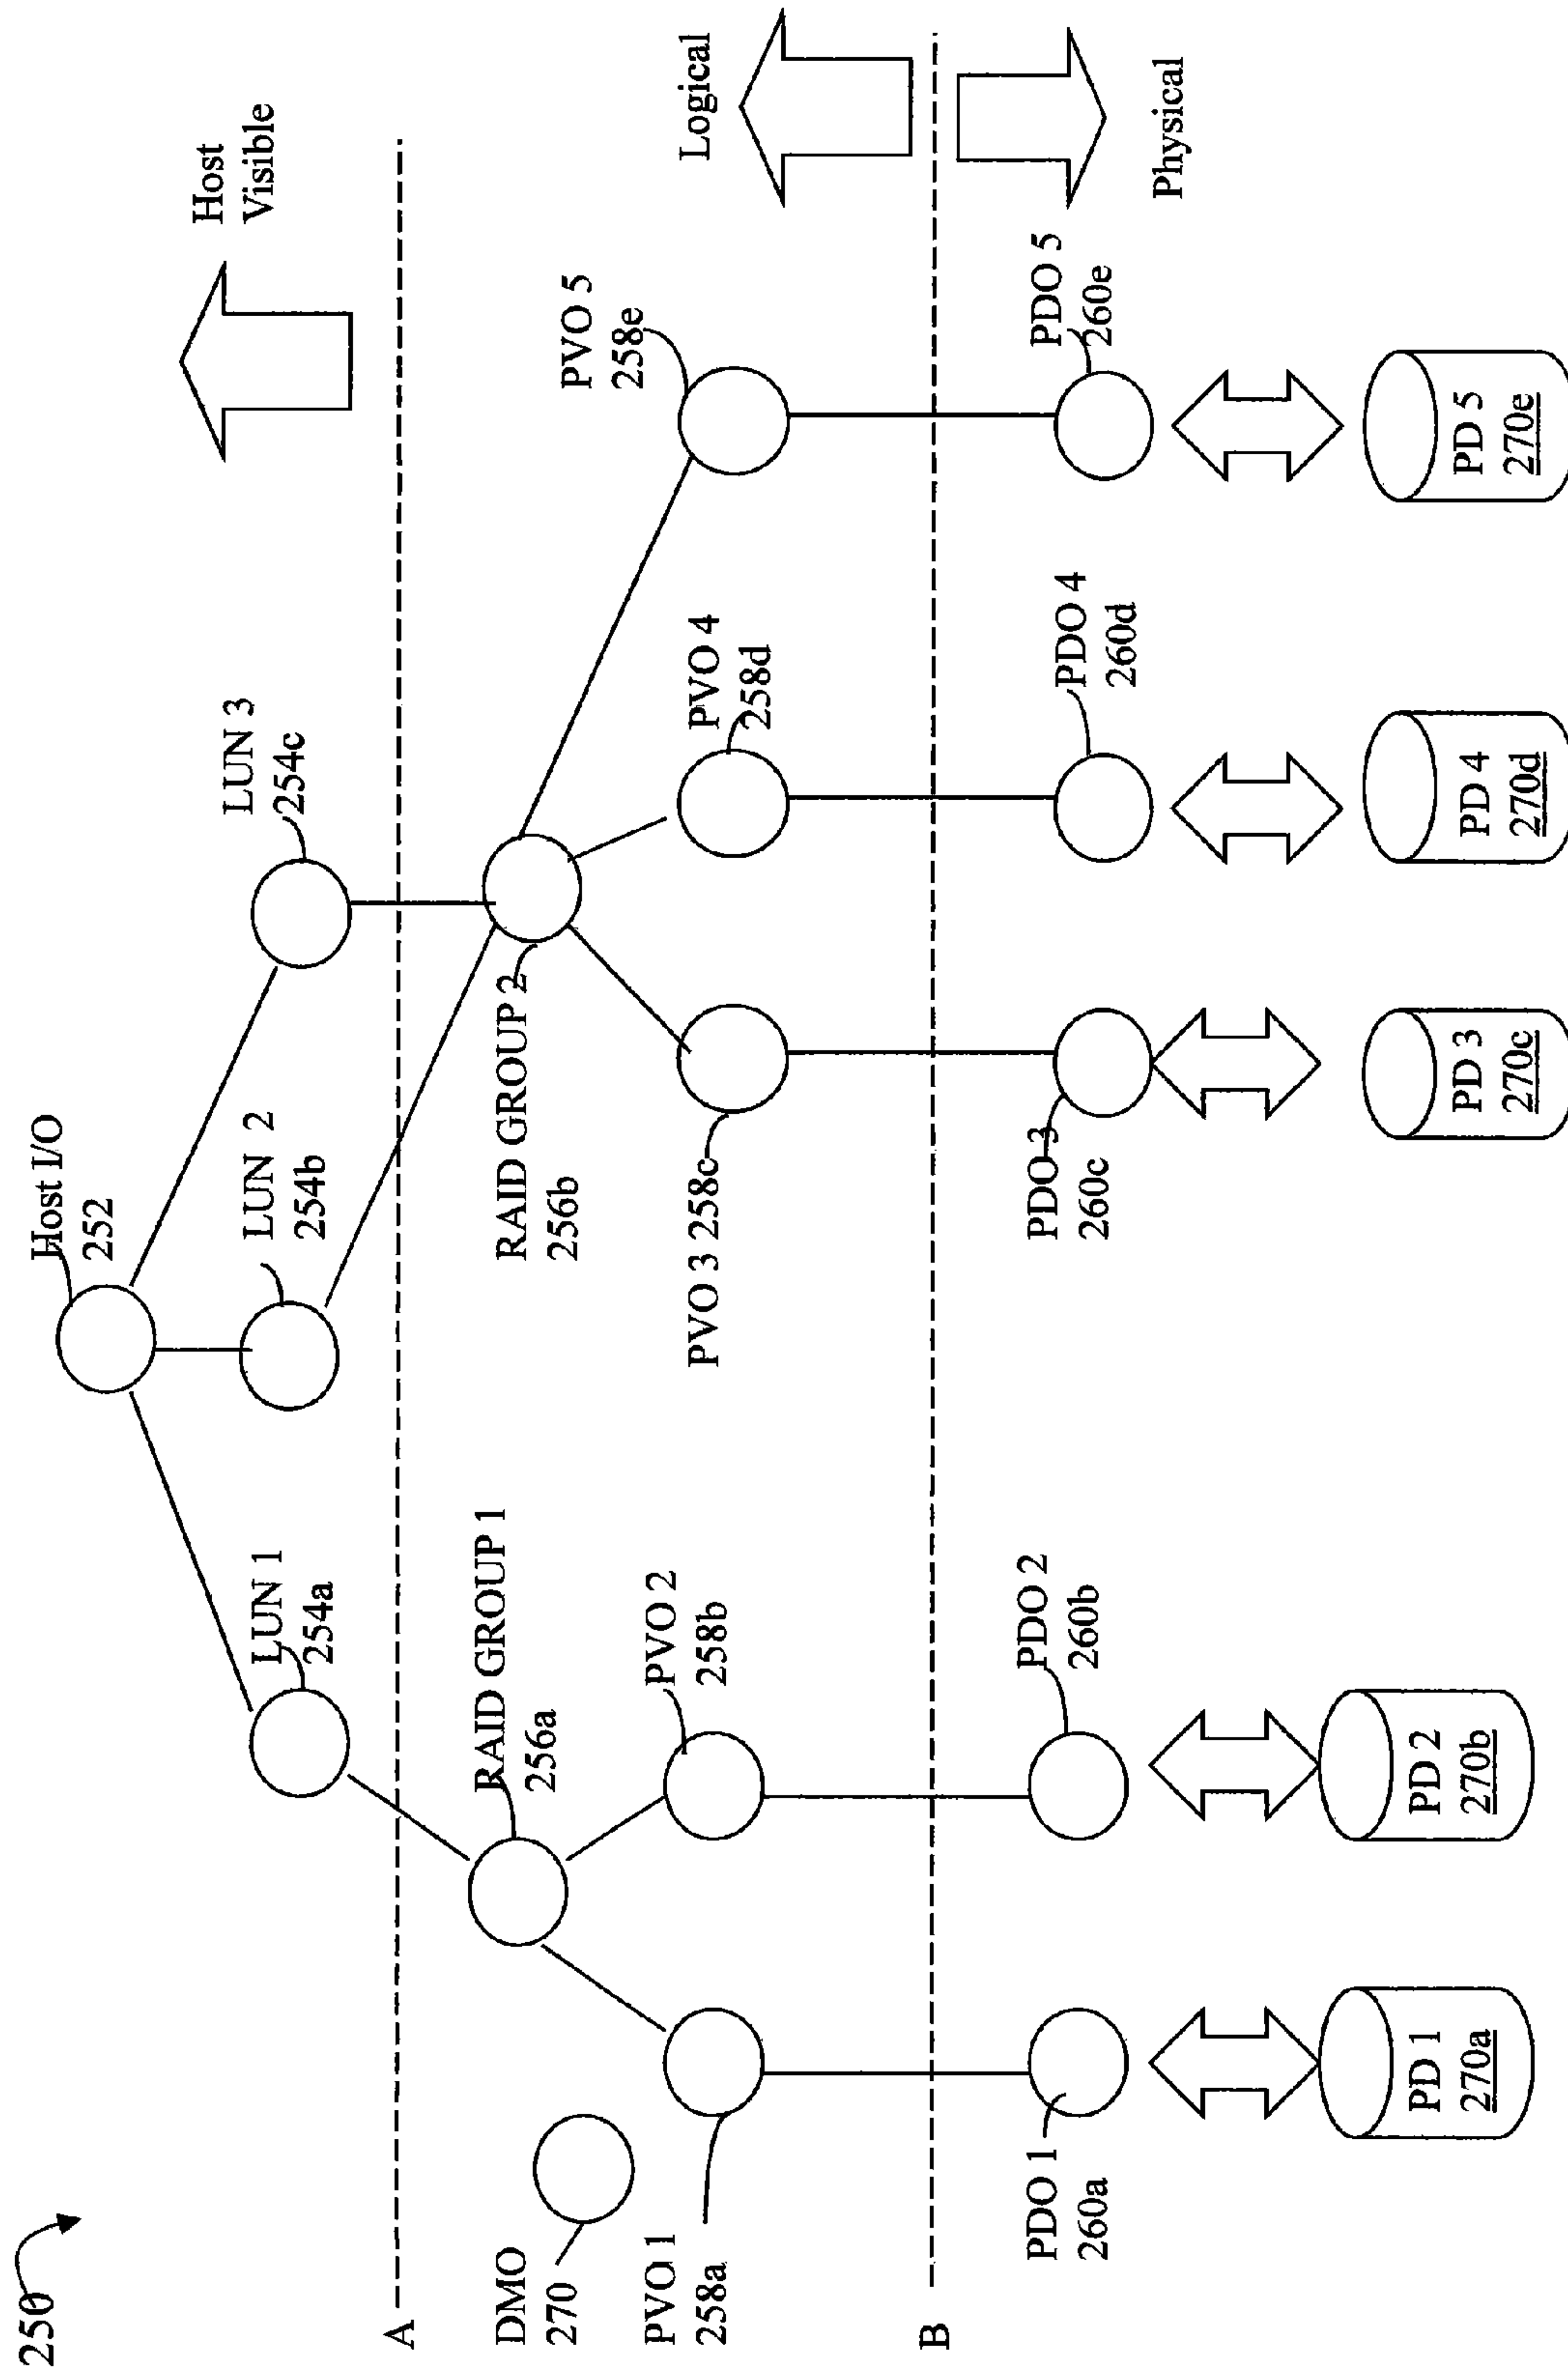 250
Host I/O
252
Host
Visible
LUN 1
254a
LUN 2
254b
LUN 3
254c
A
RAID GROUP 1
256a
RAID GROUP 2
256b
DMO
270
PVO 1
258a
PVO 2
258b
PVO 3 258c
PVO 4
258d
PVO 5
258e
Logical
B
Physical
PDO 1
260a
PDO 2
260b
PDO 3
260c
PDO 4
260d
PDO 5
260e
PD 1
270a
PD 2
270b
PD 3
270c
PD 4
270d
PD 5
270e